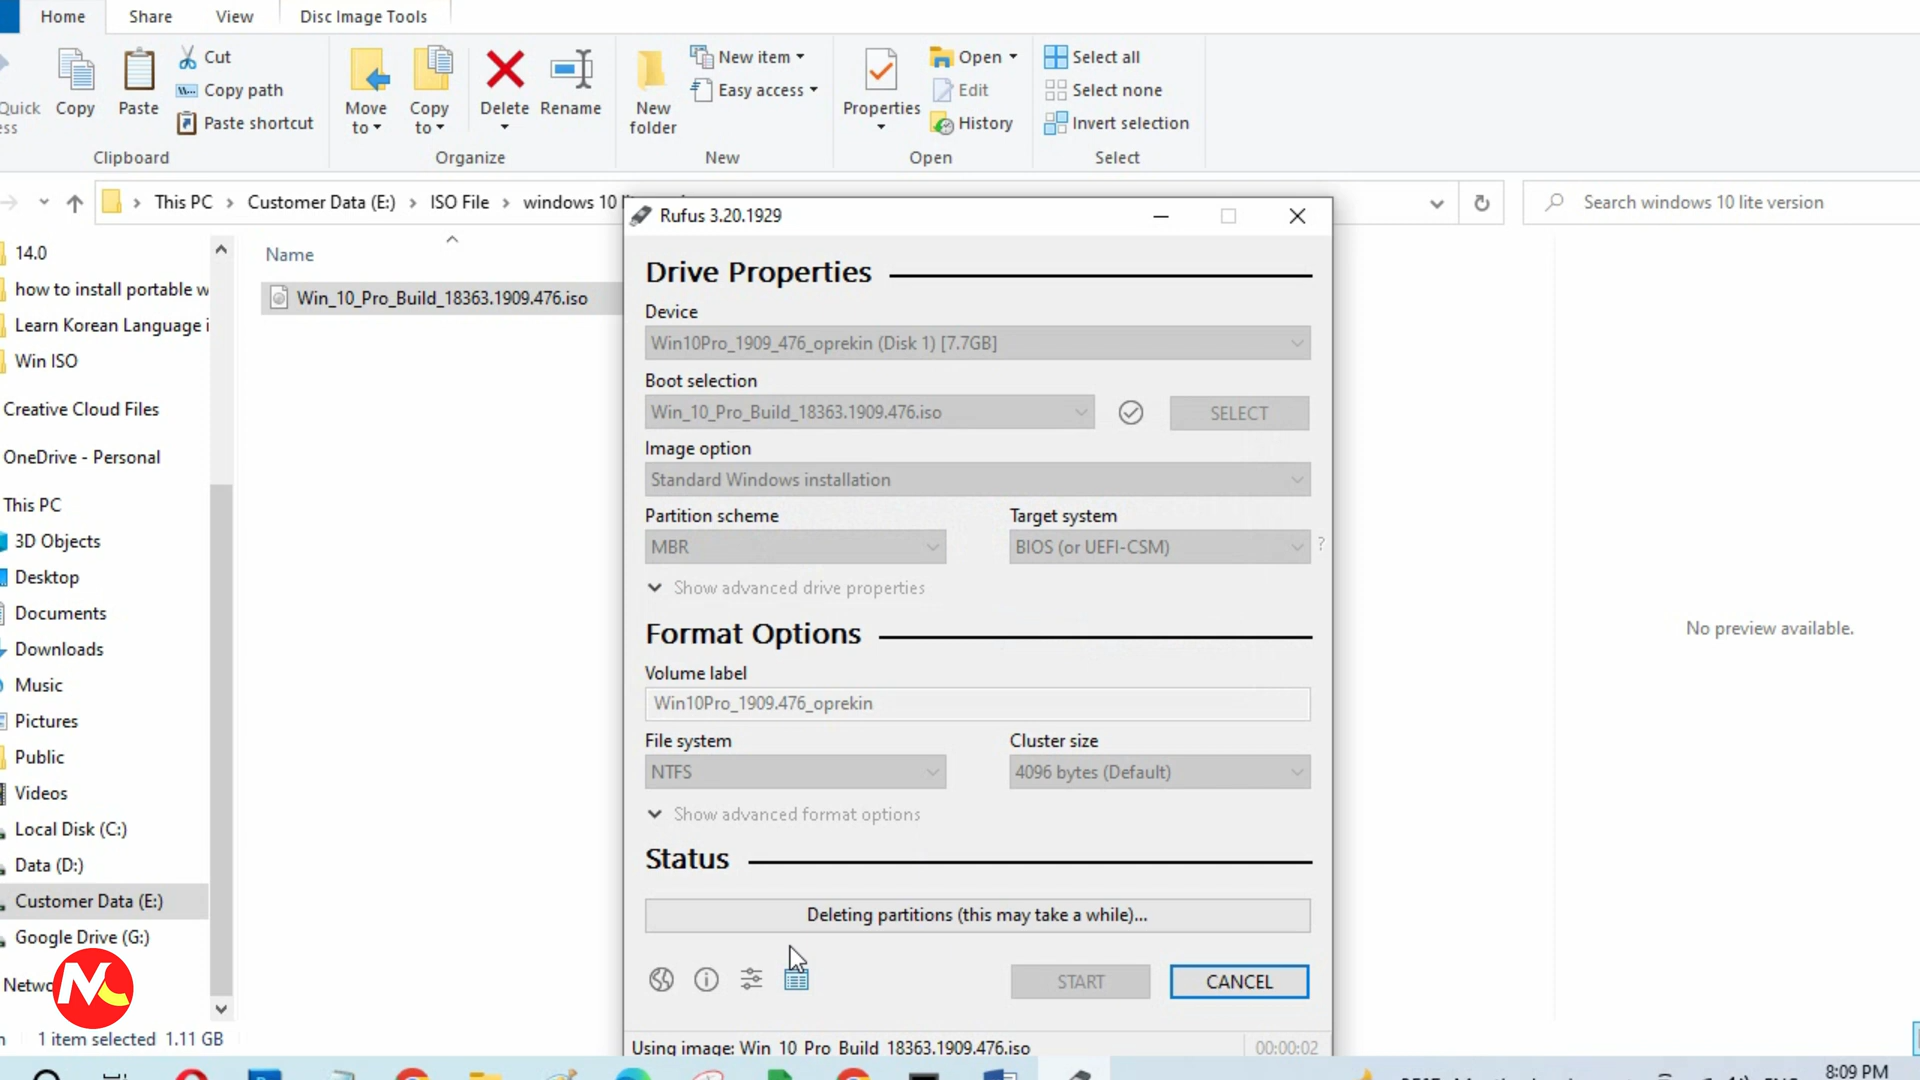 Home Share View Disc Image Tools
Quick
Copy
Paste
Cut
Copy path
Paste shortcut
Clipboard
Move to
Copy to
Delete
Rename
Organize
New folder
New item
Easy access
New
Properties
Open
Edit
History
Open
Select all
Select none
Invert selection
Select
This PC > Customer Data (E:) > ISO File > windows 10
Search windows 10 lite version
14.0
how to install portable w
Learn Korean Language i
Win ISO
Creative Cloud Files
OneDrive - Personal
This PC
3D Objects
Desktop
Documents
Downloads
Music
Pictures
Public
Videos
Local Disk (C:)
Data (D:)
Customer Data (E:)
Google Drive (G:)
Netwo
1 item selected 1.11 GB
Name
Win_10_Pro_Build_18363.1909.476.iso
No preview available.
Rufus 3.20.1929
Drive Properties
Device
Win10Pro_1909_476_oprekin (Disk 1) [7.7GB]
Boot selection
Win_10_Pro_Build_18363.1909.476.iso
SELECT
Image option
Standard Windows installation
Partition scheme
Target system
MBR
BIOS (or UEFI-CSM)
?
Show advanced drive properties
Format Options
Volume label
Win10Pro_1909.476_oprekin
File system
Cluster size
NTFS
4096 bytes (Default)
Show advanced format options
Status
Deleting partitions (this may take a while)...
START
CANCEL
Using image: Win_10_Pro_Build_18363.1909.476.iso
00:00:02
8:09 PM